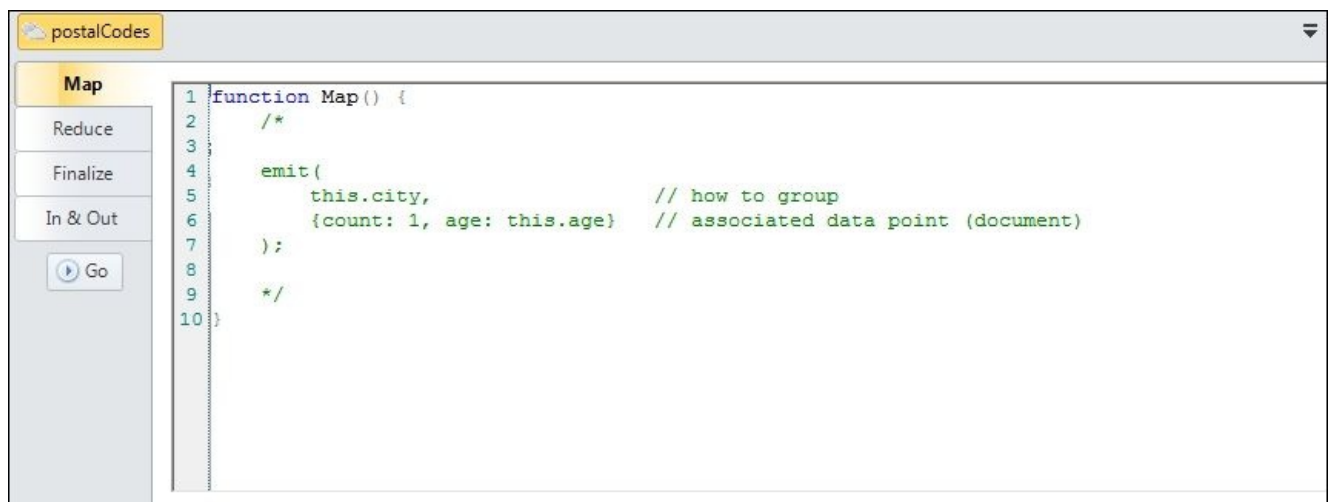 postalCodes
Map
Reduce
Finalize
In & Out
Go
1 function Map() {
2     /*
3 ;
4     emit(
5         this.city,                  // how to group
6         {count: 1, age: this.age}   // associated data point (document)
7     );
8
9     */
10 }